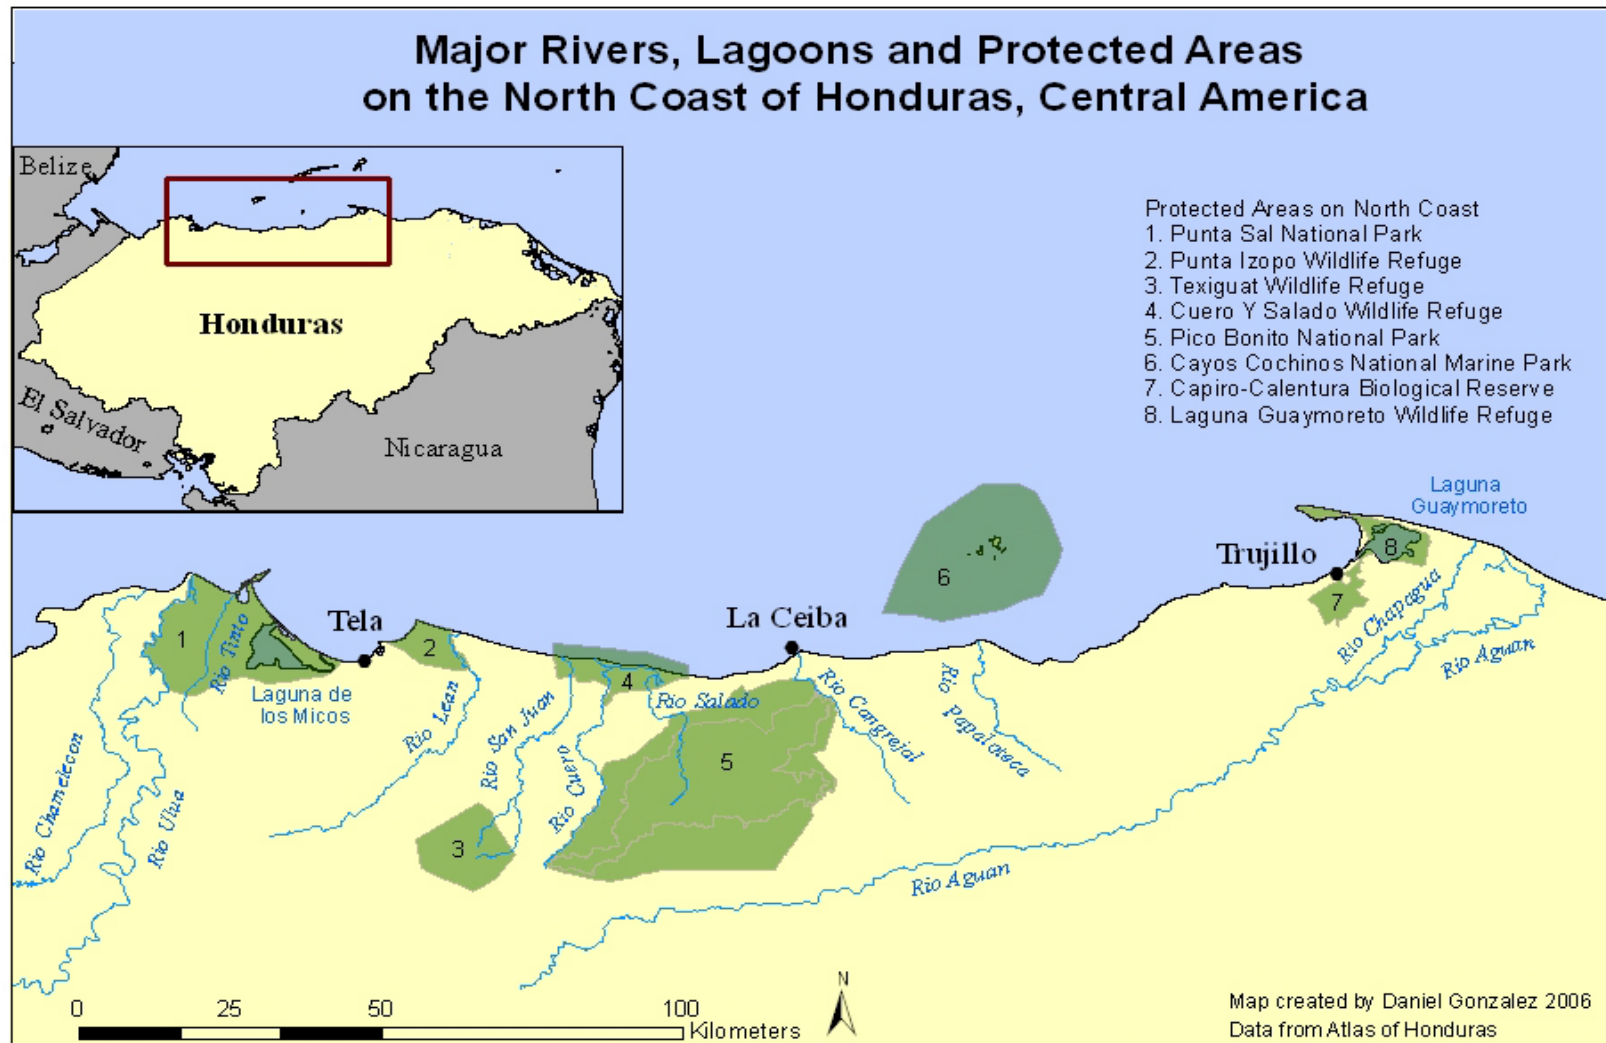 Major Rivers, Lagoons and Protected Areas
on the North Coast of Honduras, Central America
Belize
Honduras
El Salvador
Nicaragua
Protected Areas on North Coast
1. Punta Sal National Park
2. Punta Izopo Wildlife Refuge
3. Texiguat Wildlife Refuge
4. Cuero Y Salado Wildlife Refuge
5. Pico Bonito National Park
6. Cayos Cochinos National Marine Park
7. Capiro-Calentura Biological Reserve
8. Laguna Guaymoreto Wildlife Refuge
Laguna
Guaymoreto
Trujillo
8
7
6
Tela
La Ceiba
1
2
4
5
3
Rio Tinto
Laguna de
los Micos
Rio Lean
Rio San Juan
Rio Cuero
Rio Salado
Rio Cangrejal
Rio
Papaloteca
Rio Chapagua
Rio Aguan
Rio Chamelecon
Rio Ulua
Rio Aguan
0 25 50 100
Kilometers
N
Map created by Daniel Gonzalez 2006
Data from Atlas of Honduras